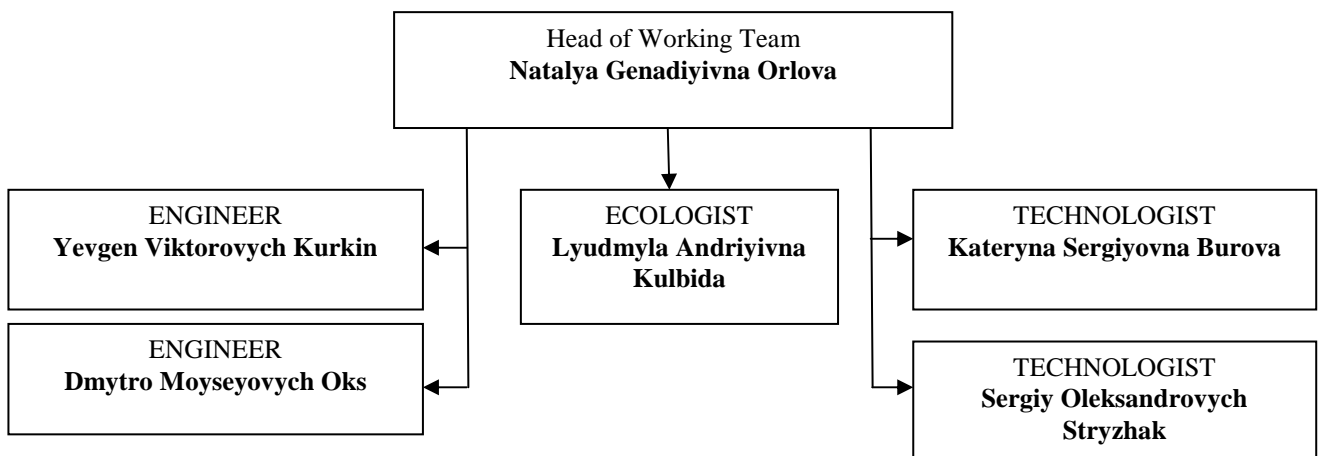 Head of Working Team
Natalya Genadiyivna Orlova
ENGINEER
Yevgen Viktorovych Kurkin
ECOLOGIST
Lyudmyla Andriyivna
Kulbida
TECHNOLOGIST
Kateryna Sergiyovna Burova
ENGINEER
Dmytro Moyseyovych Oks
TECHNOLOGIST
Sergiy Oleksandrovych
Stryzhak